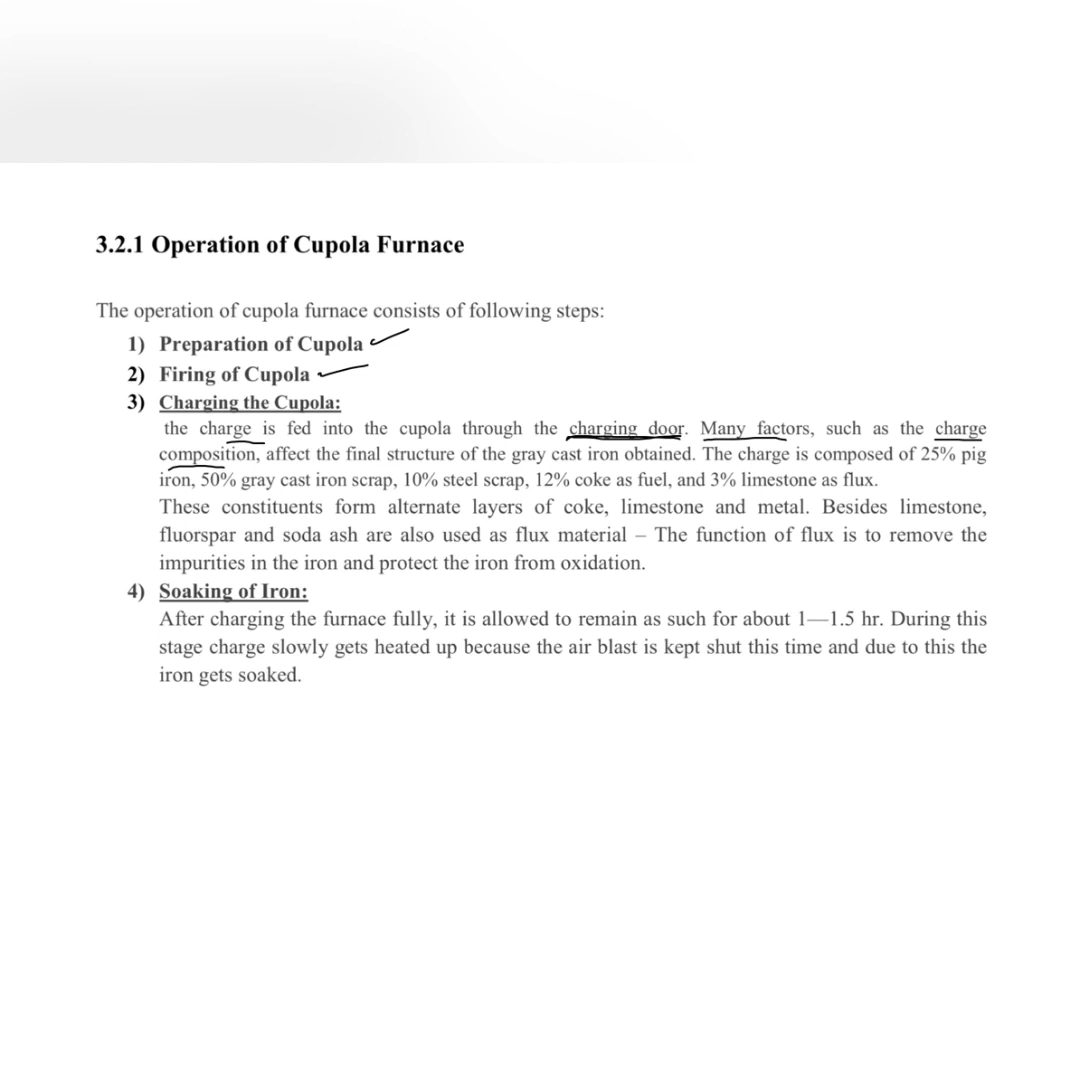 3.2.1 Operation of Cupola Furnace
The operation of cupola furnace consists of following steps:
1) Preparation of Cupola
2) Firing of Cupola
3) Charging the Cupola:
the charge is fed into the cupola through the charging door. Many factors, such as the charge
composition, affect the final structure of the gray cast iron obtained. The charge is composed of 25% pig
iron, 50% gray cast iron scrap, 10% steel scrap, 12% coke as fuel, and 3% limestone as flux.
These constituents form alternate layers of coke, limestone and metal. Besides limestone,
fluorspar and soda ash are also used as flux material – The function of flux is to remove the
impurities in the iron and protect the iron from oxidation.
4) Soaking of Iron:
After charging the furnace fully, it is allowed to remain as such for about 1—1.5 hr. During this
stage charge slowly gets heated up because the air blast is kept shut this time and due to this the
iron gets soaked.